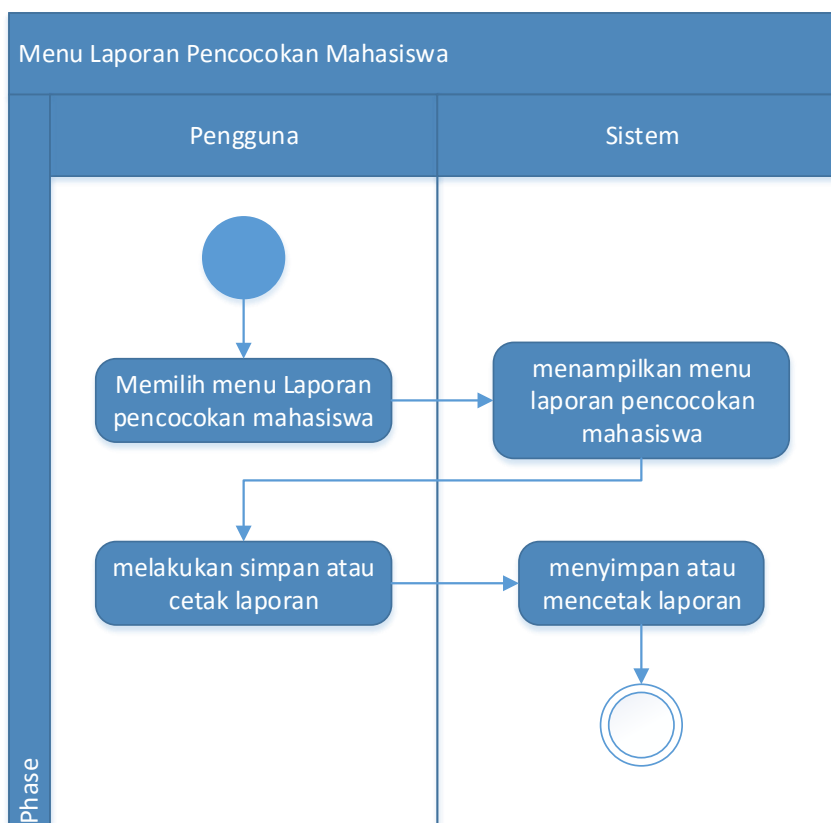 Menu Laporan Pencocokan Mahasiswa
Pengguna
Sistem
Memilih menu Laporan
pencocokan mahasiswa
menampilkan menu
laporan pencocokan
mahasiswa
melakukan simpan atau
cetak laporan
menyimpan atau
mencetak laporan
Phase